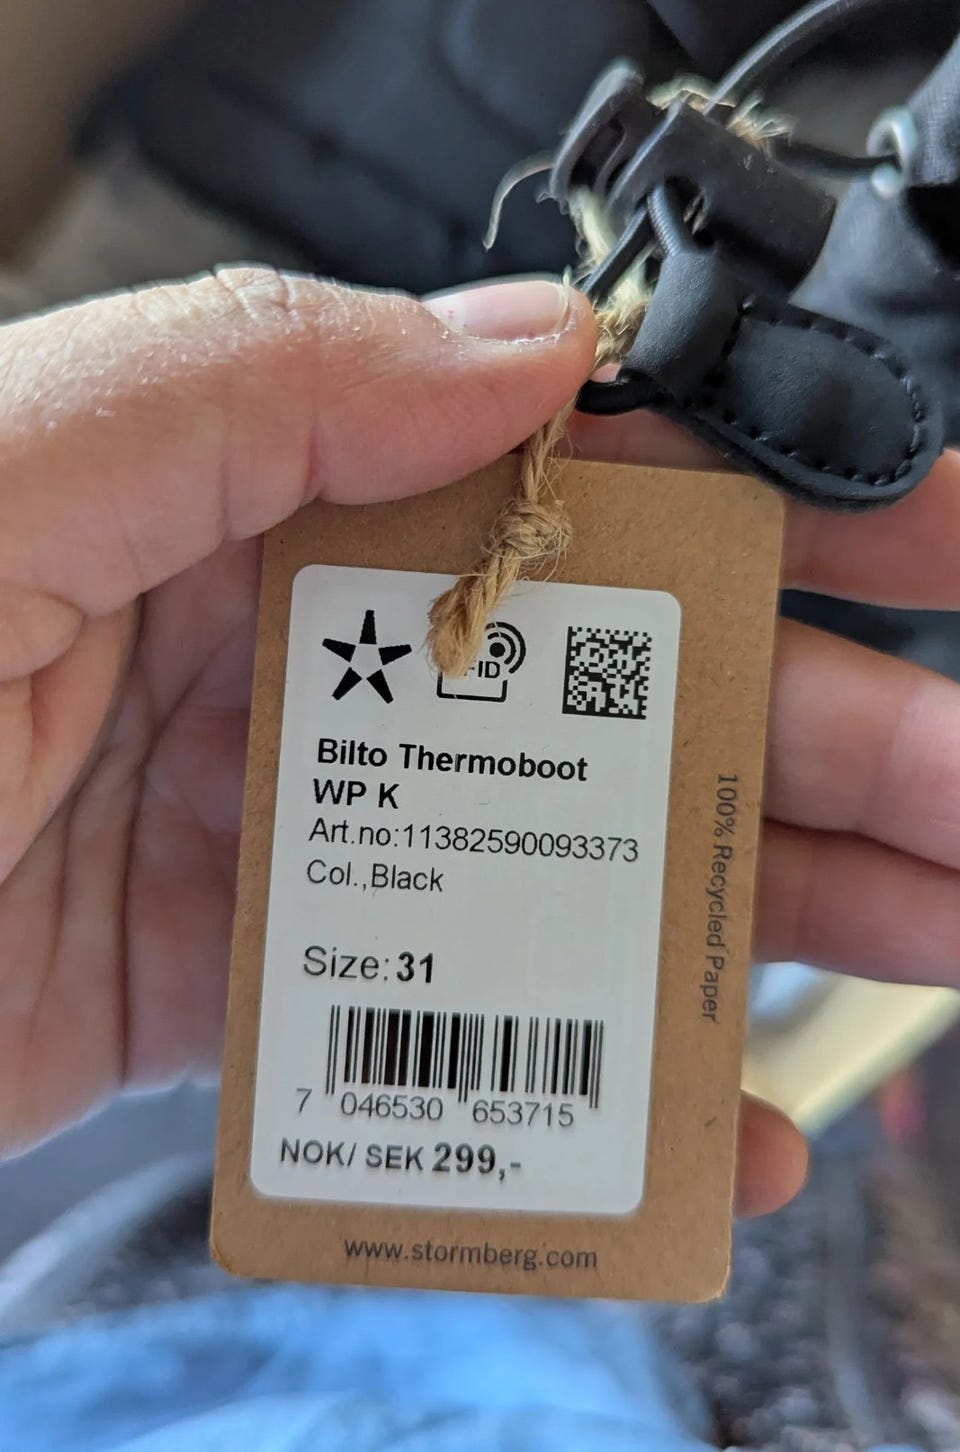 Bilto Thermoboot
WP K
Art.no:11382590093373
Col.,Black
Size: 31
7 046530 653715
NOK/ SEK 299,-
100% Recycled Paper
www.stormberg.com